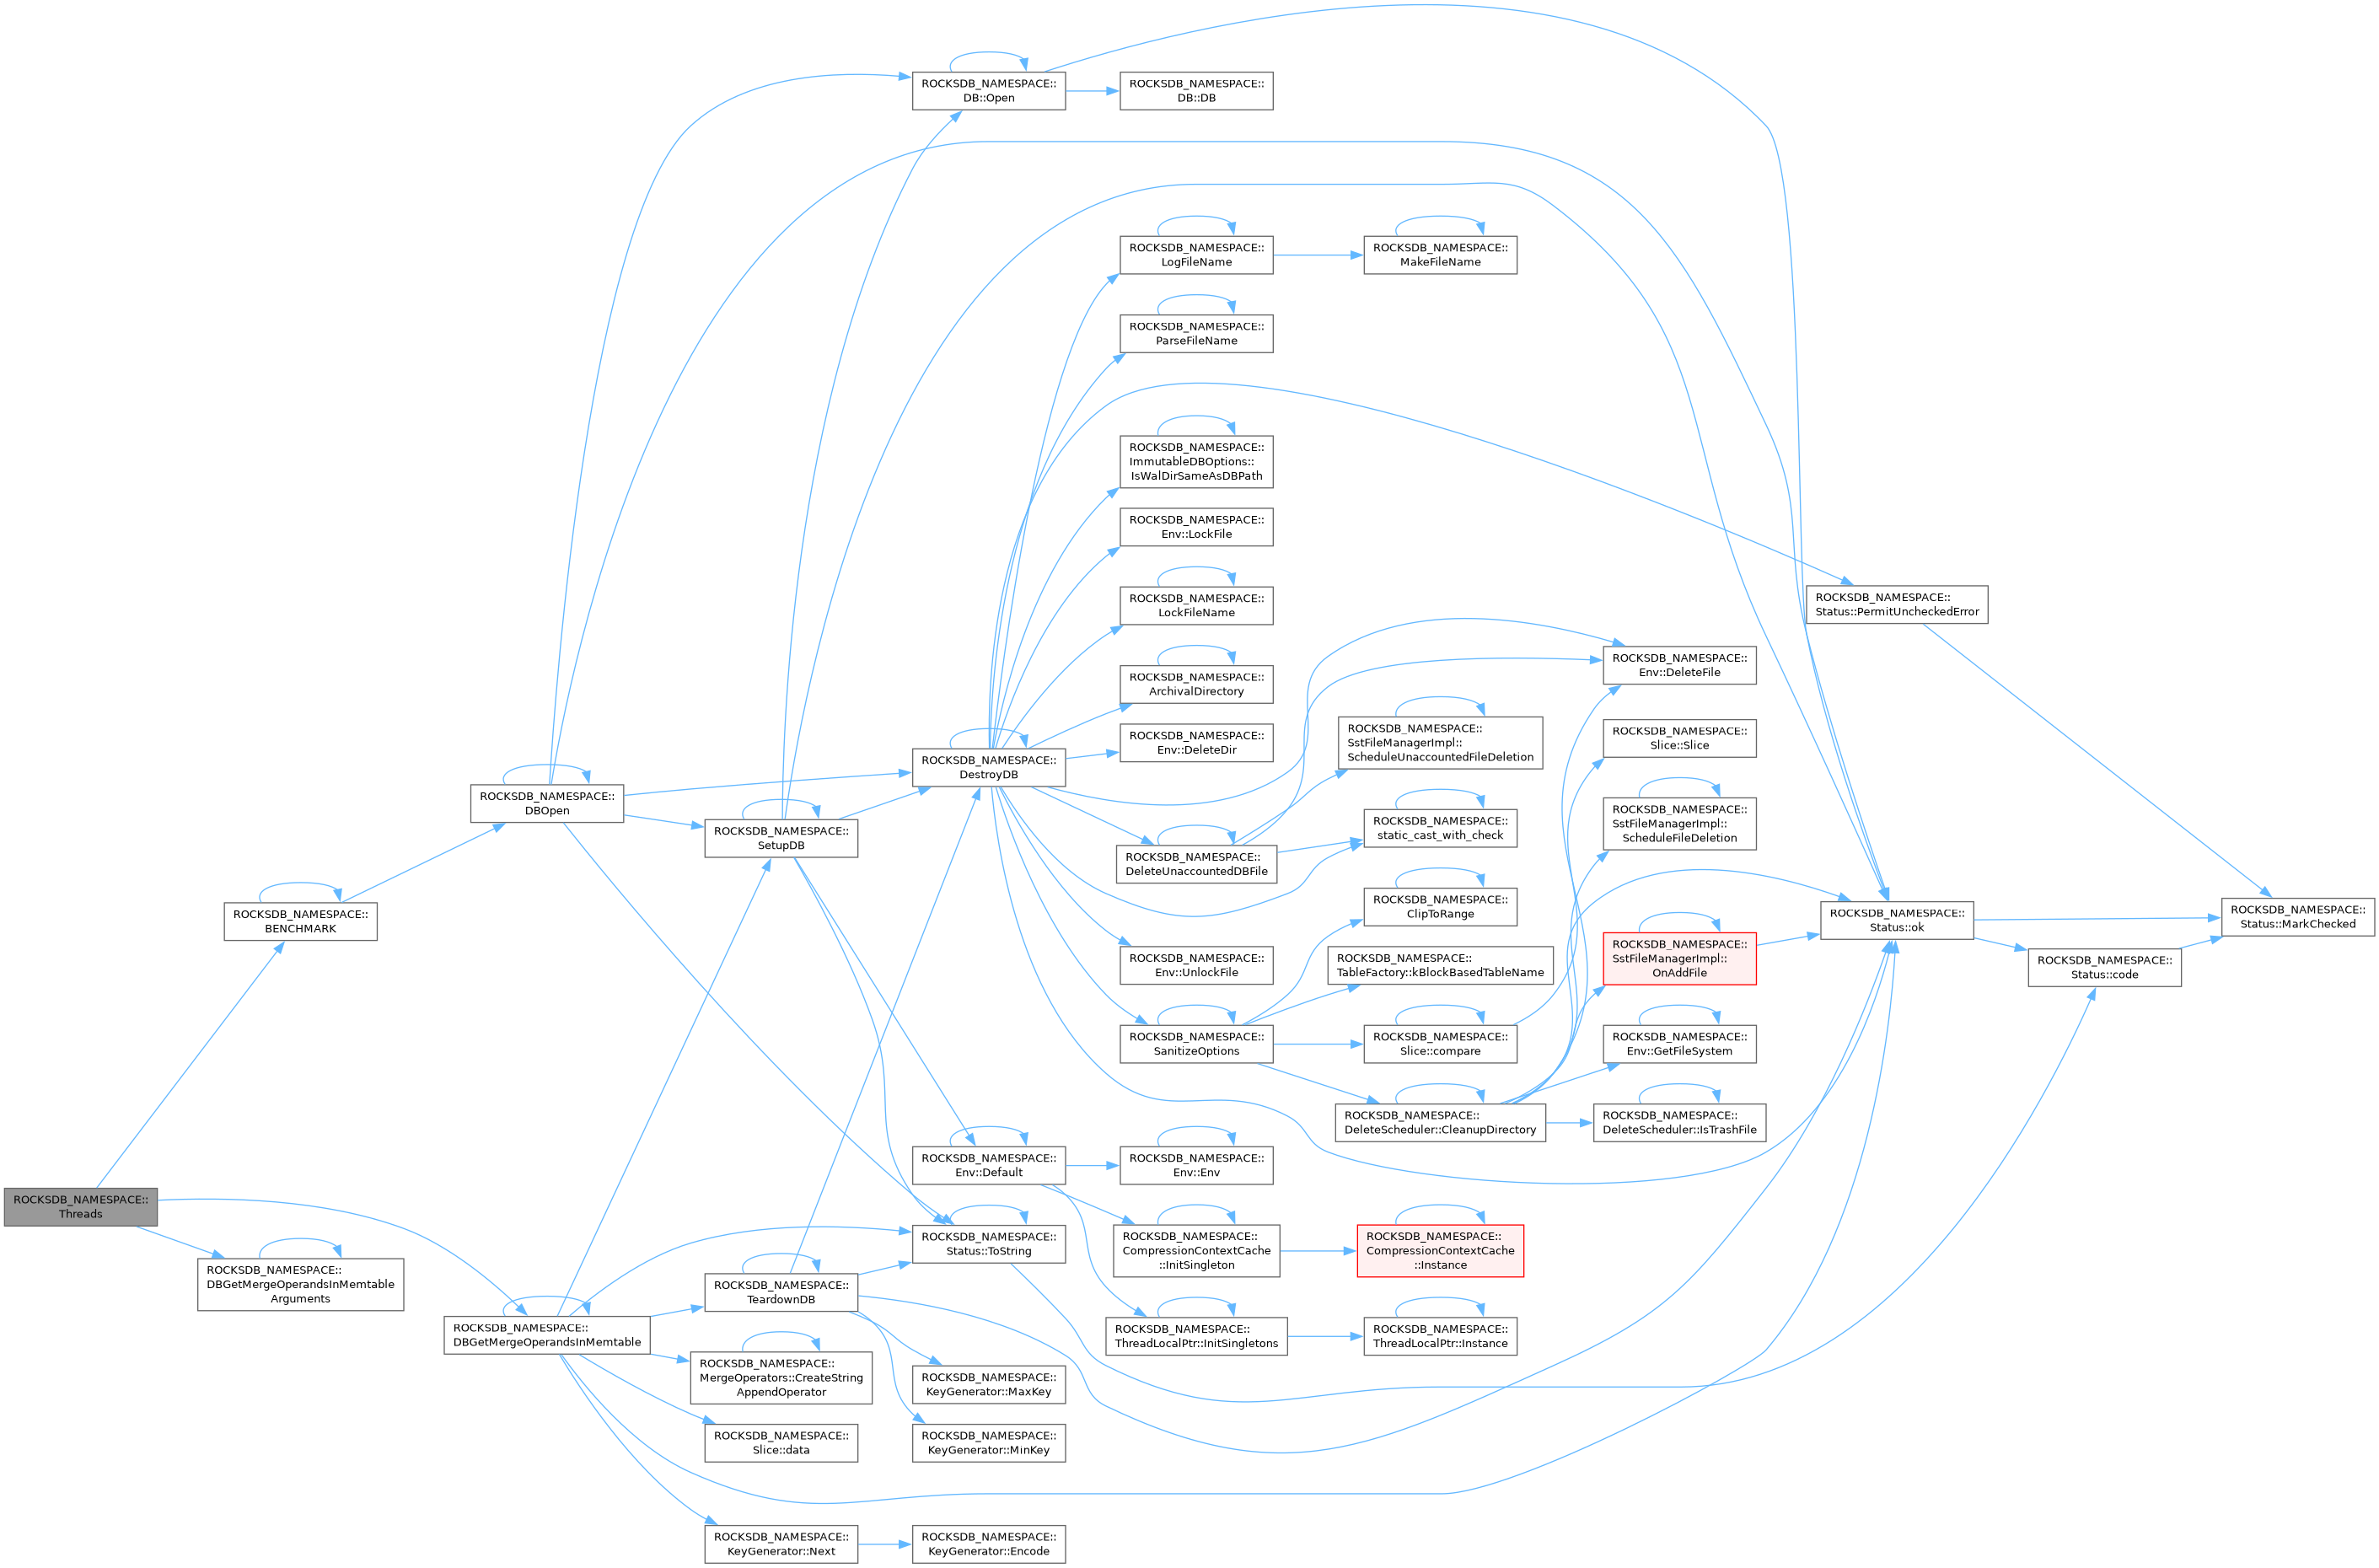 ROCKSDB_NAMESPACE::
Threads
ROCKSDB_NAMESPACE::
BENCHMARK
ROCKSDB_NAMESPACE::
DBGetMergeOperandsInMemtable
Arguments
ROCKSDB_NAMESPACE::
DBOpen
ROCKSDB_NAMESPACE::
DBGetMergeOperandsInMemtable
ROCKSDB_NAMESPACE::
SetupDB
ROCKSDB_NAMESPACE::
TeardownDB
ROCKSDB_NAMESPACE::
MergeOperators::CreateString
AppendOperator
ROCKSDB_NAMESPACE::
Slice::data
ROCKSDB_NAMESPACE::
KeyGenerator::Next
ROCKSDB_NAMESPACE::
DB::Open
ROCKSDB_NAMESPACE::
DestroyDB
ROCKSDB_NAMESPACE::
Env::Default
ROCKSDB_NAMESPACE::
Status::ToString
ROCKSDB_NAMESPACE::
KeyGenerator::MaxKey
ROCKSDB_NAMESPACE::
KeyGenerator::MinKey
ROCKSDB_NAMESPACE::
KeyGenerator::Encode
ROCKSDB_NAMESPACE::
DB::DB
ROCKSDB_NAMESPACE::
LogFileName
ROCKSDB_NAMESPACE::
ParseFileName
ROCKSDB_NAMESPACE::
ImmutableDBOptions::
IsWalDirSameAsDBPath
ROCKSDB_NAMESPACE::
Env::LockFile
ROCKSDB_NAMESPACE::
LockFileName
ROCKSDB_NAMESPACE::
ArchivalDirectory
ROCKSDB_NAMESPACE::
Env::DeleteDir
ROCKSDB_NAMESPACE::
DeleteUnaccountedDBFile
ROCKSDB_NAMESPACE::
Env::UnlockFile
ROCKSDB_NAMESPACE::
SanitizeOptions
ROCKSDB_NAMESPACE::
Env::Env
ROCKSDB_NAMESPACE::
CompressionContextCache
::InitSingleton
ROCKSDB_NAMESPACE::
ThreadLocalPtr::InitSingletons
ROCKSDB_NAMESPACE::
MakeFileName
ROCKSDB_NAMESPACE::
SstFileManagerImpl::
ScheduleUnaccountedFileDeletion
ROCKSDB_NAMESPACE::
static_cast_with_check
ROCKSDB_NAMESPACE::
ClipToRange
ROCKSDB_NAMESPACE::
TableFactory::kBlockBasedTableName
ROCKSDB_NAMESPACE::
Slice::compare
ROCKSDB_NAMESPACE::
DeleteScheduler::CleanupDirectory
ROCKSDB_NAMESPACE::
CompressionContextCache
::Instance
ROCKSDB_NAMESPACE::
ThreadLocalPtr::Instance
ROCKSDB_NAMESPACE::
Env::DeleteFile
ROCKSDB_NAMESPACE::
Slice::Slice
ROCKSDB_NAMESPACE::
SstFileManagerImpl::
ScheduleFileDeletion
ROCKSDB_NAMESPACE::
SstFileManagerImpl::
OnAddFile
ROCKSDB_NAMESPACE::
Env::GetFileSystem
ROCKSDB_NAMESPACE::
DeleteScheduler::IsTrashFile
ROCKSDB_NAMESPACE::
Status::PermitUncheckedError
ROCKSDB_NAMESPACE::
Status::ok
ROCKSDB_NAMESPACE::
Status::code
ROCKSDB_NAMESPACE::
Status::MarkChecked